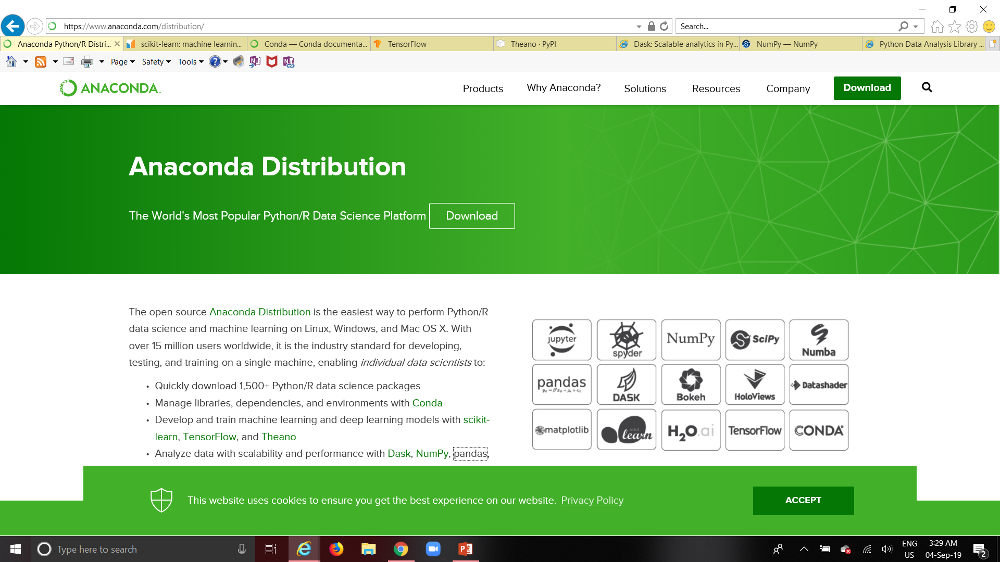 https://www.anaconda.com/distribution/
Search...
Anaconda Python/R Distri...
scikit-learn: machine learnin...
Conda — Conda documenta...
TensorFlow
Theano · PyPI
Dask: Scalable analytics in Py...
NumPy — NumPy
Python Data Analysis Library ...
Page
Safety
Tools
ANACONDA
Products
Why Anaconda?
Solutions
Resources
Company
Download
Anaconda Distribution
The World's Most Popular Python/R Data Science Platform
Download
The open-source Anaconda Distribution is the easiest way to perform Python/R
data science and machine learning on Linux, Windows, and Mac OS X. With
over 15 million users worldwide, it is the industry standard for developing,
testing, and training on a single machine, enabling individual data scientists to:
• Quickly download 1,500+ Python/R data science packages
• Manage libraries, dependencies, and environments with Conda
• Develop and train machine learning and deep learning models with scikit-
learn, TensorFlow, and Theano
• Analyze data with scalability and performance with Dask, NumPy, pandas,
jupyter
spyder
NumPy
SciPy
Numba
pandas
DASK
Bokeh
HoloViews
Datashader
matplotlib
scikit
learn
H2O.ai
TensorFlow
CONDA
This website uses cookies to ensure you get the best experience on our website. Privacy Policy
ACCEPT
Type here to search
ENG
US
3:29 AM
04-Sep-19
2